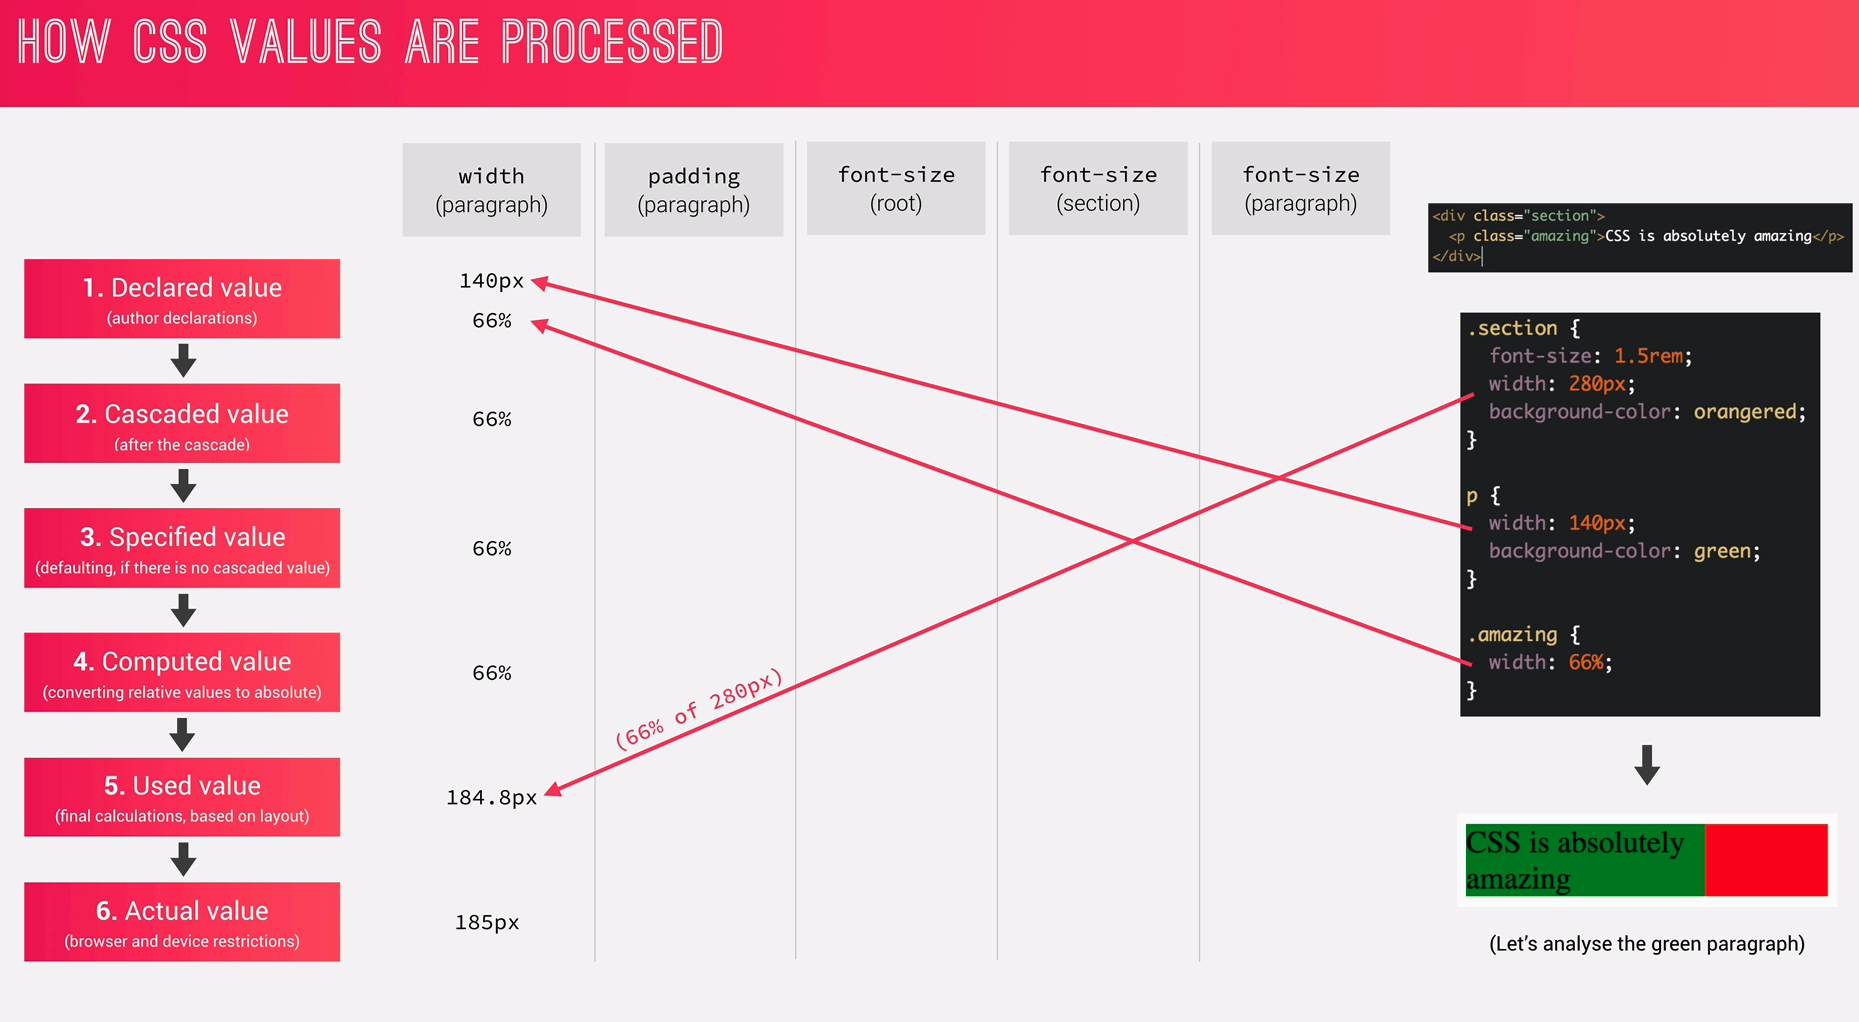 HOW CSS VALUES ARE PROCESSED
width
(paragraph)
padding
(paragraph)
font-size
(root)
font-size
(section)
font-size
(paragraph)
<div class="section">
<p class="amazing">CSS is absolutely amazing</p>
</div>
1. Declared value
(author declarations)
140px
66%
2. Cascaded value
(after the cascade)
66%
3. Specified value
(defaulting, if there is no cascaded value)
66%
4. Computed value
(converting relative values to absolute)
66%
(66% of 280px)
5. Used value
(final calculations, based on layout)
184.8px
6. Actual value
(browser and device restrictions)
185px
.section {
font-size: 1.5rem;
width: 280px;
background-color: orangered;
}
p {
width: 140px;
background-color: green;
}
.amazing {
width: 66%;
}
CSS is absolutely
amazing
(Let's analyse the green paragraph)